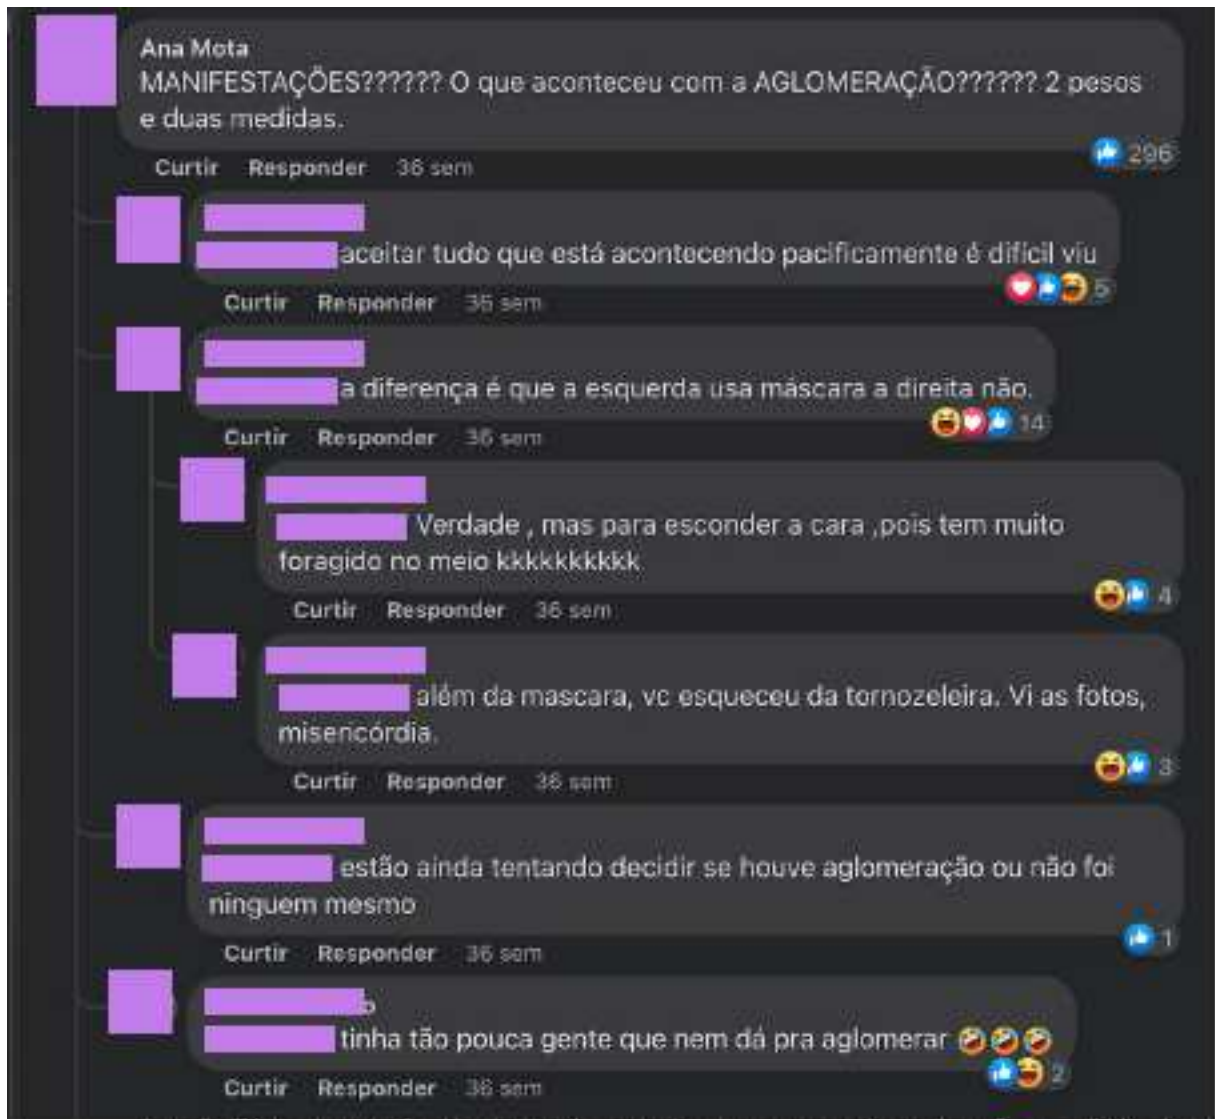 Ana Mota
MANIFESTAÇÕES?????? O que aconteceu com a AGLOMERAÇÃO?????? 2 pesos
e duas medidas.
296
Curtir Responder 36 sem
aceitar tudo que está acontecendo pacificamente é difícil viu
5
Curtir Responder 36 sem
a diferença é que a esquerda usa máscara a direita não.
14
Curtir Responder 36 sem
Verdade , mas para esconder a cara ,pois tem muito
foragido no meio kkkkkkkkkk
4
Curtir Responder 36 sem
além da mascara, vc esqueceu da tornozeleira. Vi as fotos,
misericórdia.
3
Curtir Responder 36 sem
estão ainda tentando decidir se houve aglomeração ou não foi
ninguem mesmo
1
Curtir Responder 36 sem
tinha tão pouca gente que nem dá pra aglomerar 🤣🤣🤣
2
Curtir Responder 36 sem